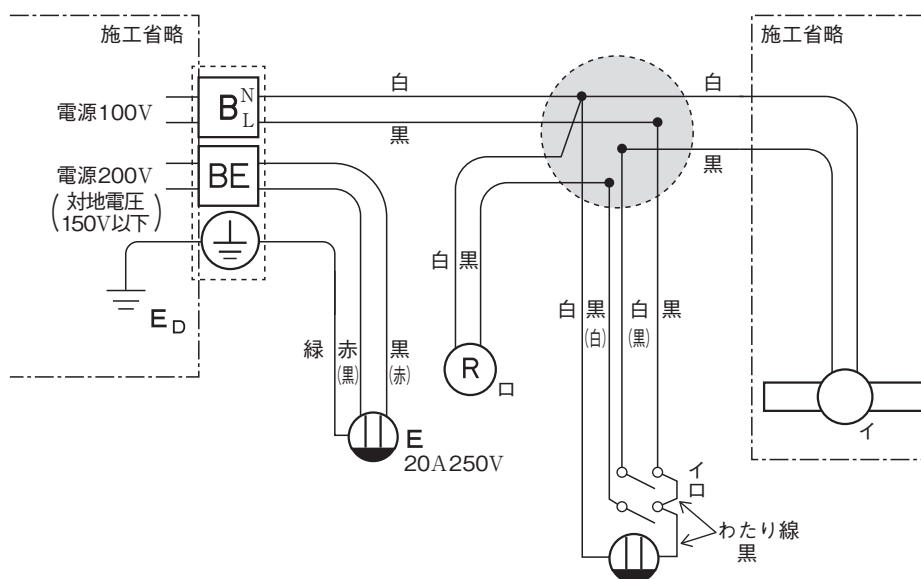 施工省略
施工省略
電源100V
B
N
L
白
黒
白
黒
電源200V
(対地電圧
150V以下)
BE
E D
緑
赤
(黒)
黒
(赤)
E
20A250V
白
黒
R
ロ
白
黒
(白)
白
(黒)
黒
イ
ロ
わたり線
黒
イ